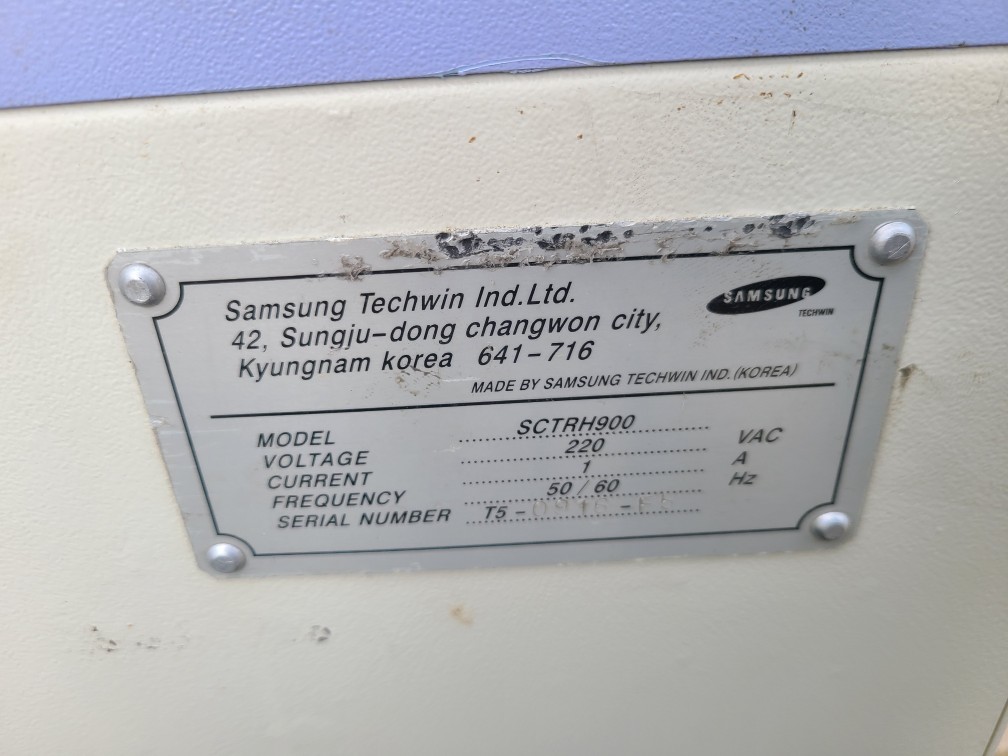 Samsung Techwin Ind.Ltd.
42, Sungju-dong changwon city,
Kyungnam korea 641-716
SAMSUNG
TECHWIN
MADE BY SAMSUNG TECHWIN IND. (KOREA)
MODEL SCTRH900
VOLTAGE 220 VAC
CURRENT 1 A
FREQUENCY 50 / 60 Hz
SERIAL NUMBER T5 -